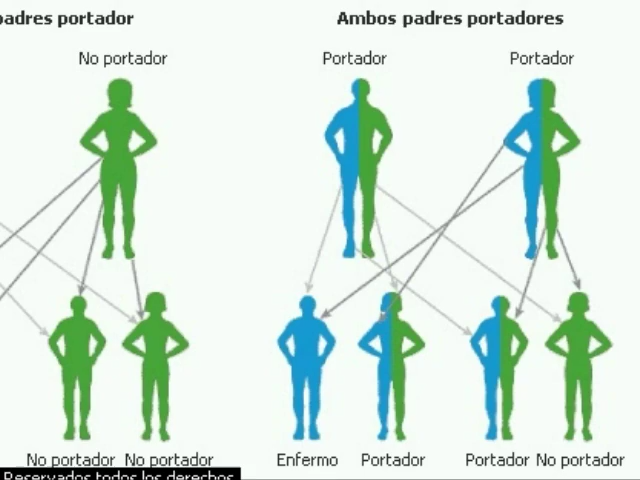 padres portador
Ambos padres portadores
No portador
Portador
Portador
No portador No portador
Enfermo Portador
Portador No portador
Reservados todos los derechos